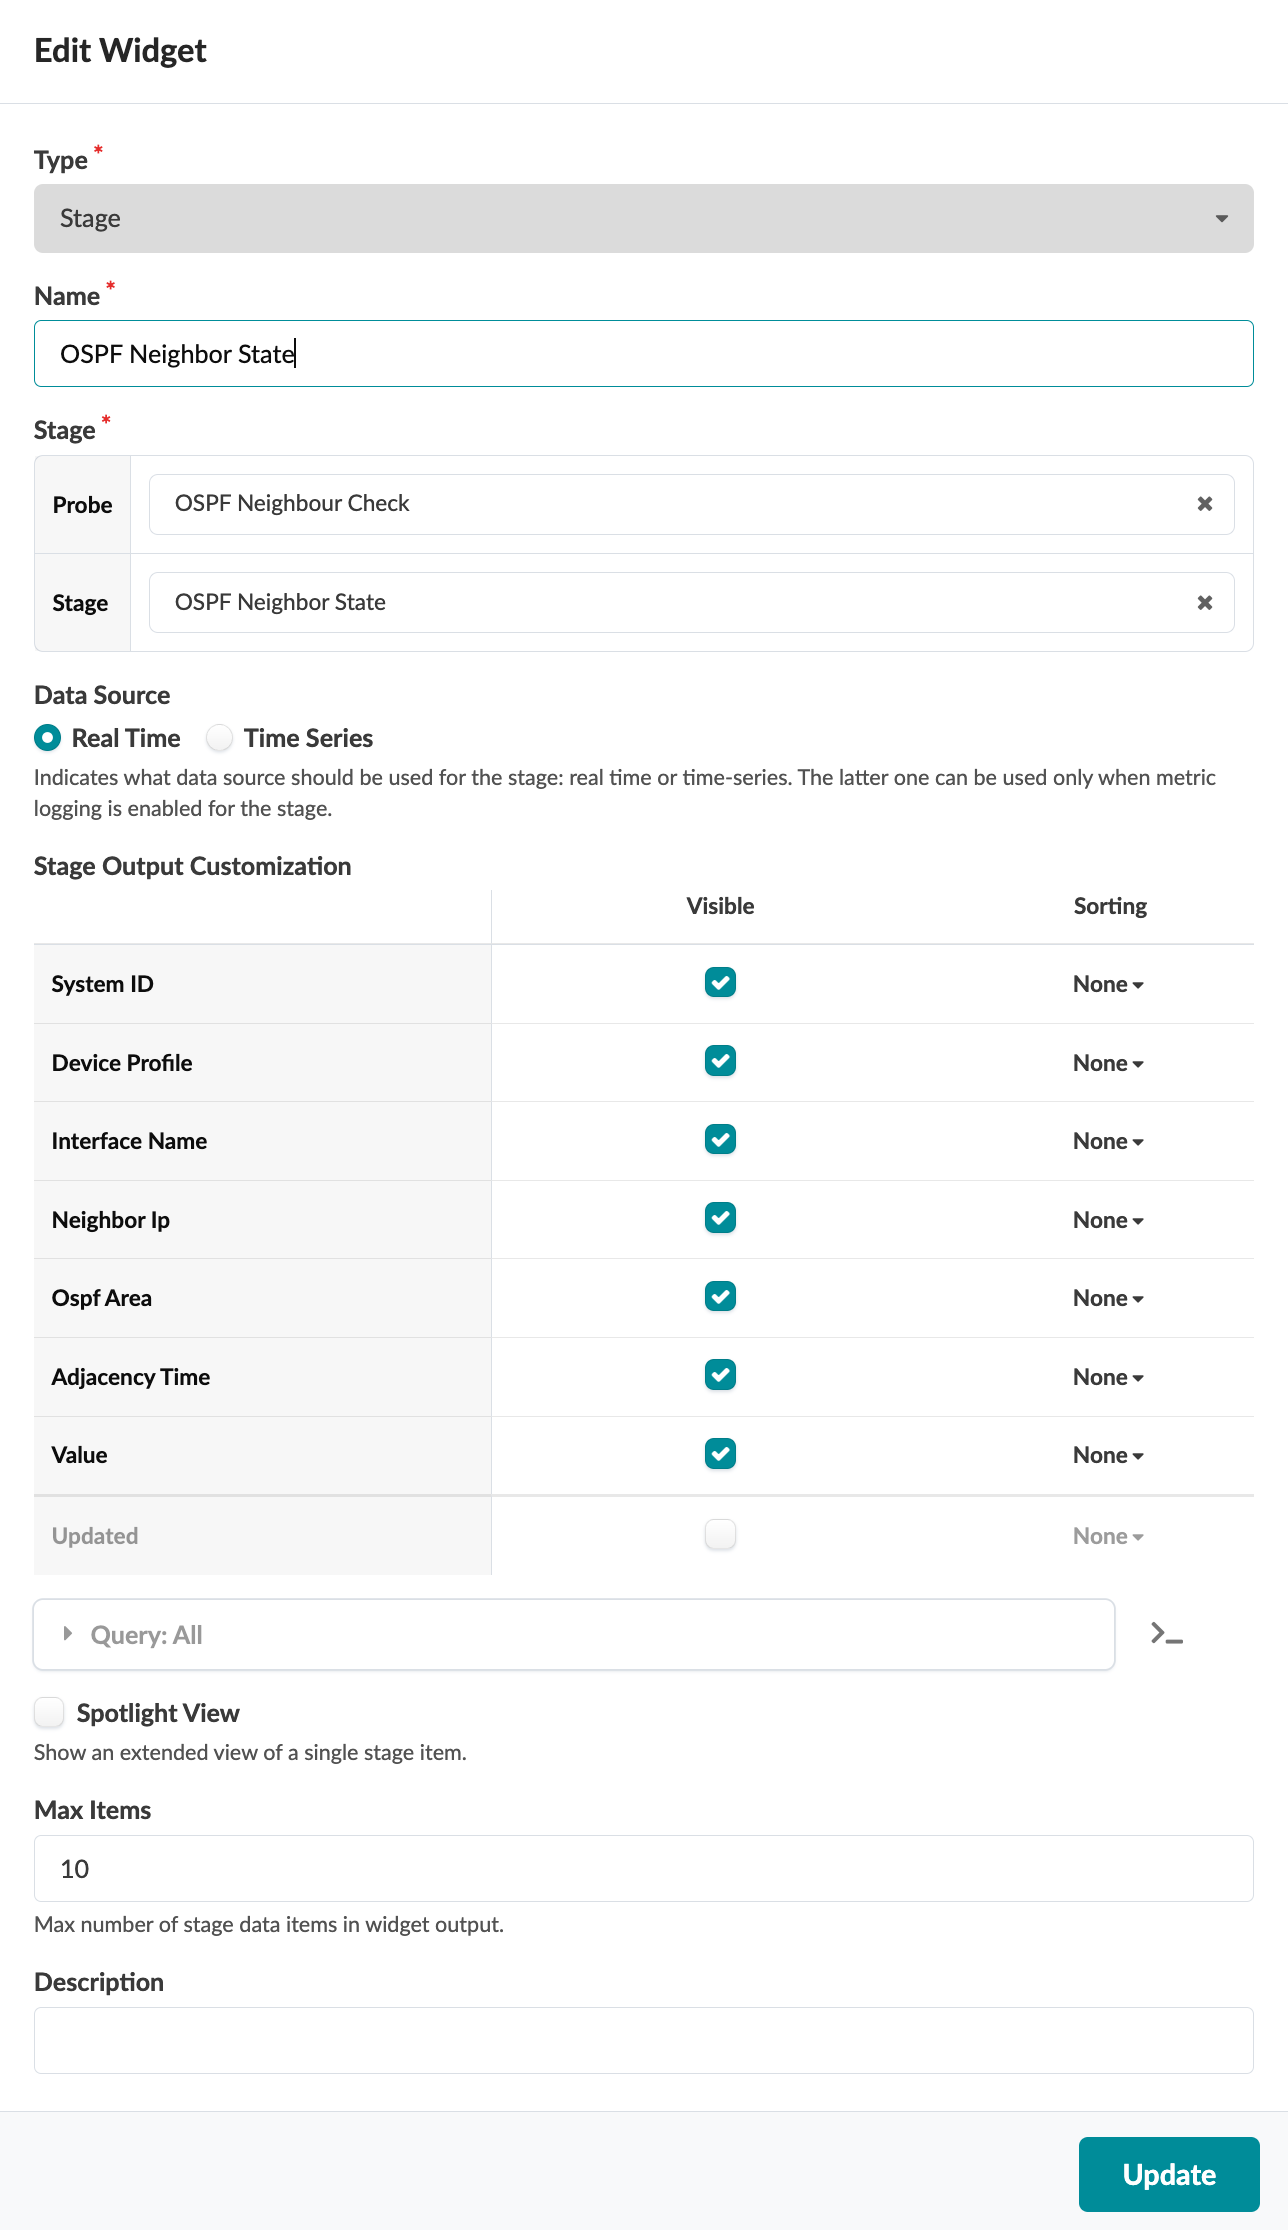 Edit Widget
Type *
Stage
Name *
OSPF Neighbor State
Stage *
Probe OSPF Neighbour Check
Stage OSPF Neighbor State
Data Source
Real Time Time Series
Indicates what data source should be used for the stage: real time or time-series. The latter one can be used only when metric
logging is enabled for the stage.
Stage Output Customization
Visible Sorting
System ID None
Device Profile None
Interface Name None
Neighbor Ip None
Ospf Area None
Adjacency Time None
Value None
Updated None
Query: All
Spotlight View
Show an extended view of a single stage item.
Max Items
10
Max number of stage data items in widget output.
Description
Update